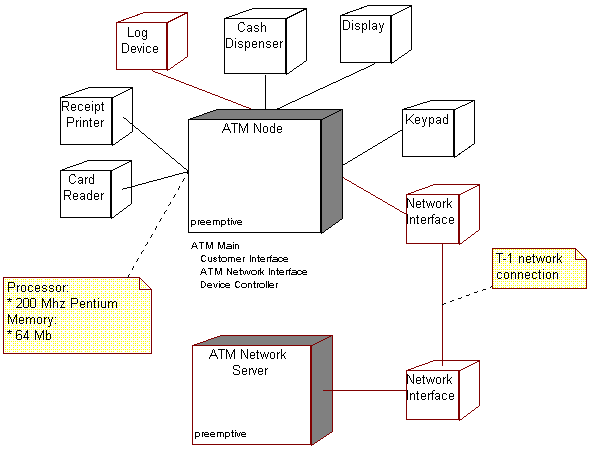 Log
Device
Cash
Dispenser
Display
Receipt
Printer
ATM Node
Keypad
Card
Reader
preemptive
Network
Interface
ATM Main
Customer Interface
ATM Network Interface
Device Controller
T-1 network
connection
Processor:
* 200 Mhz Pentium
Memory:
* 64 Mb
ATM Network
Server
Network
Interface
preemptive